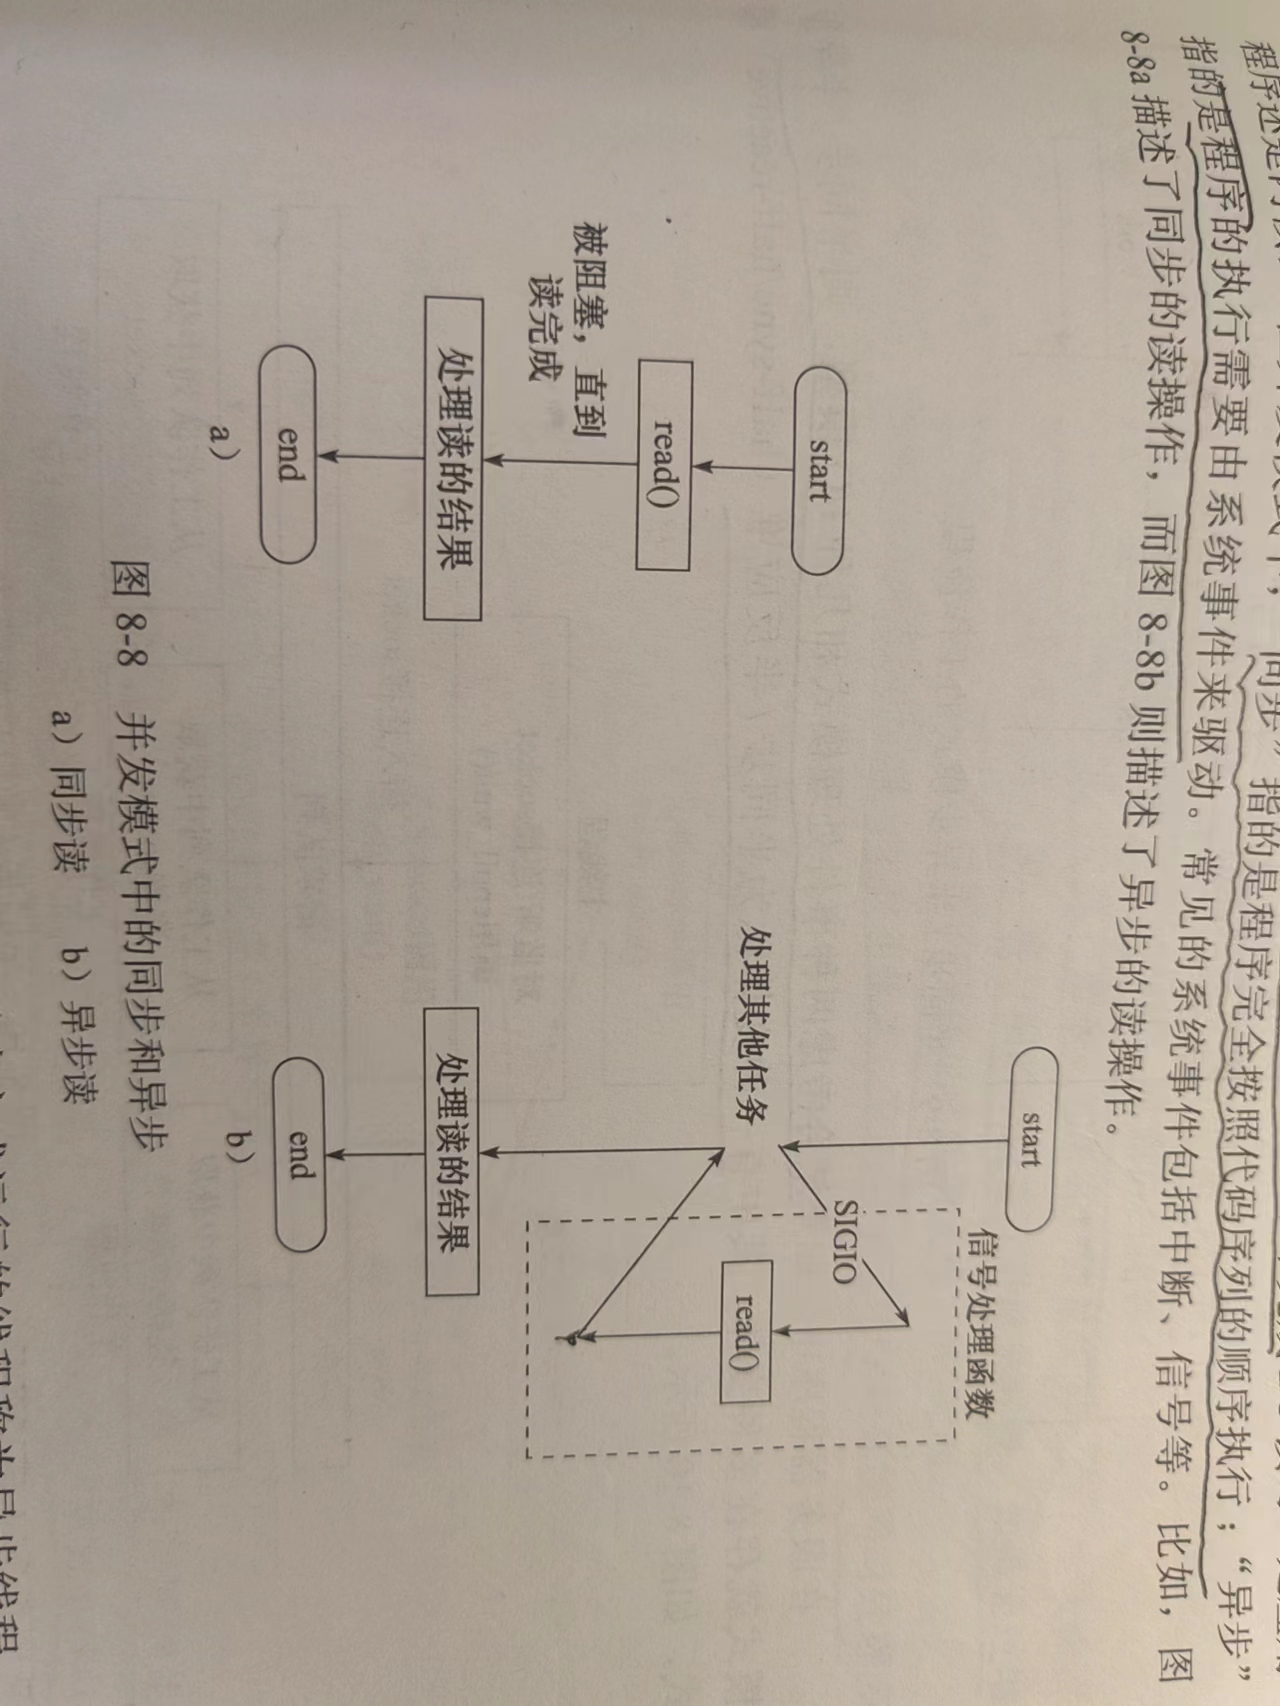 同步”指的是程序完全按照代码序列的顺序执行；“异步”
指的是程序的执行需要由系统事件来驱动。常见的系统事件包括中断、信号等。比如，图
8-8a 描述了同步的读操作，而图 8-8b 则描述了异步的读操作。
start
read()
被阻塞，直到
读完成
处理读的结果
end
a）
start
信号处理函数
SIGIO
处理其他任务
read()
处理读的结果
end
b）
图 8-8 并发模式中的同步和异步
a）同步读 b）异步读